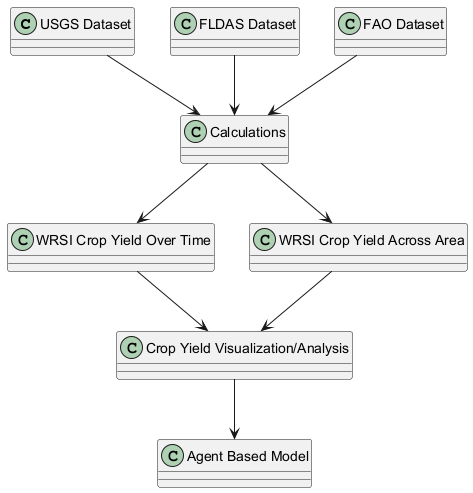 C USGS Dataset
C FLDAS Dataset
C FAO Dataset
C Calculations
C WRSI Crop Yield Over Time
C WRSI Crop Yield Across Area
C Crop Yield Visualization/Analysis
C Agent Based Model